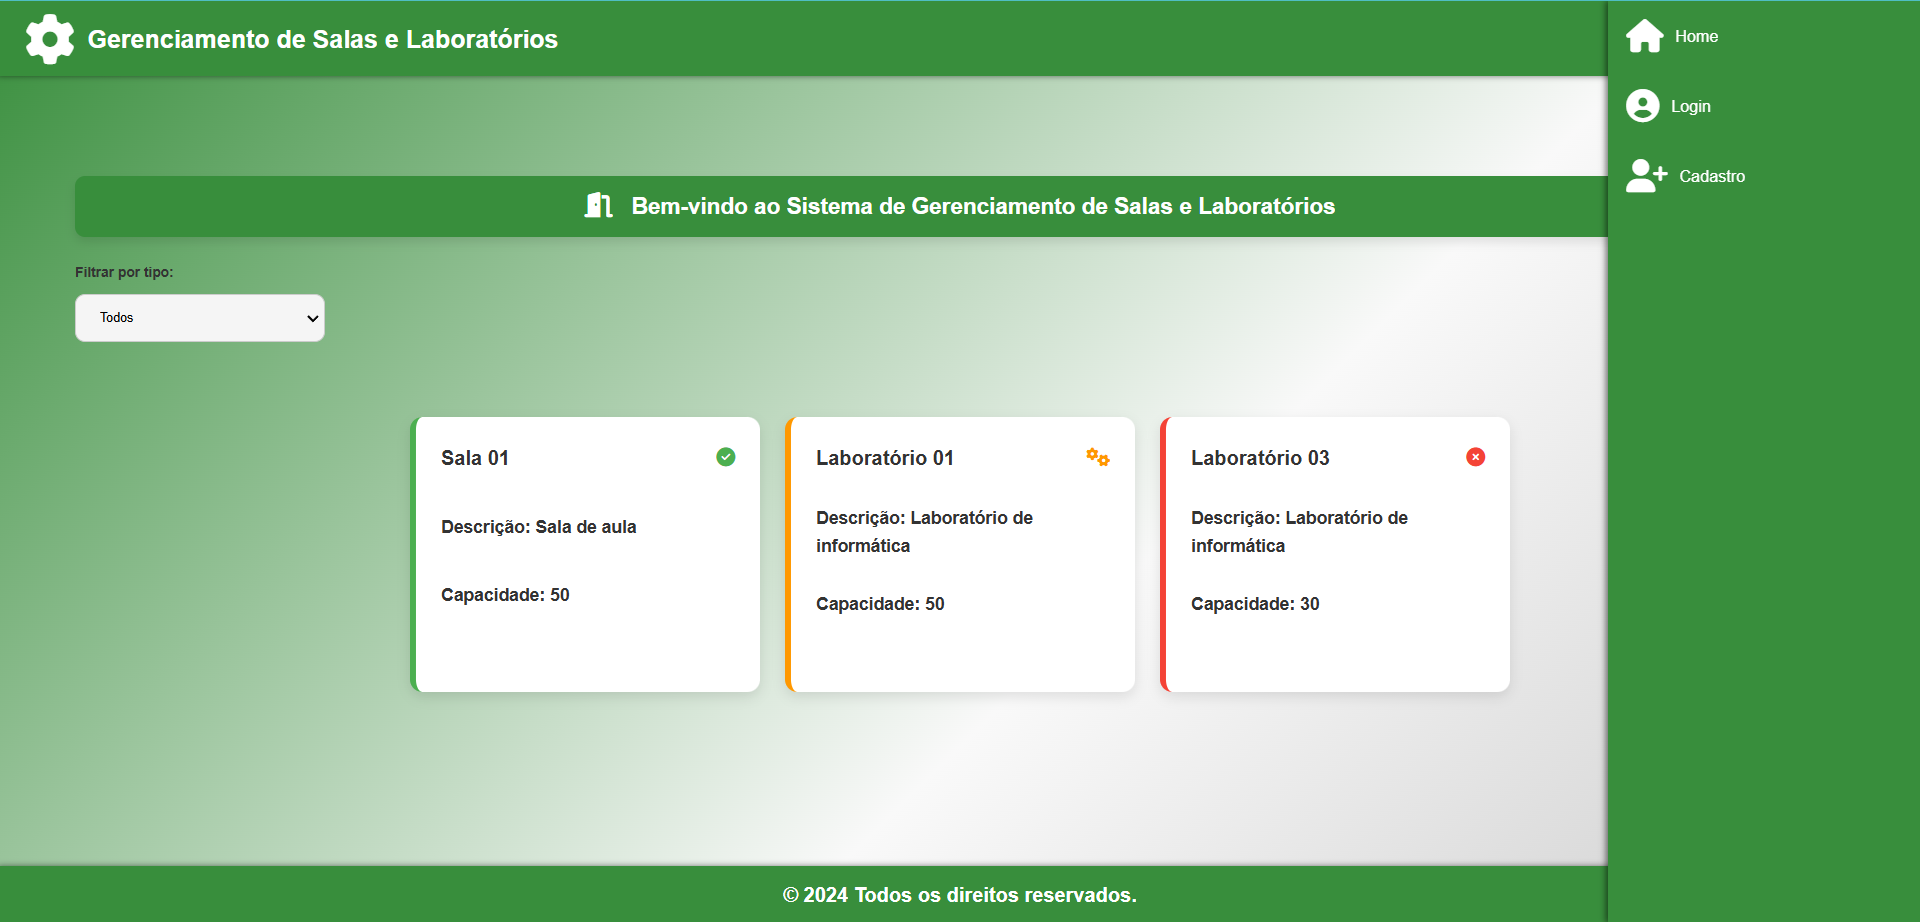 Gerenciamento de Salas e Laboratórios
Home
Login
Cadastro
Bem-vindo ao Sistema de Gerenciamento de Salas e Laboratórios
Filtrar por tipo:
Todos
Sala 01
Descrição: Sala de aula
Capacidade: 50
Laboratório 01
Descrição: Laboratório de
informática
Capacidade: 50
Laboratório 03
Descrição: Laboratório de
informática
Capacidade: 30
© 2024 Todos os direitos reservados.